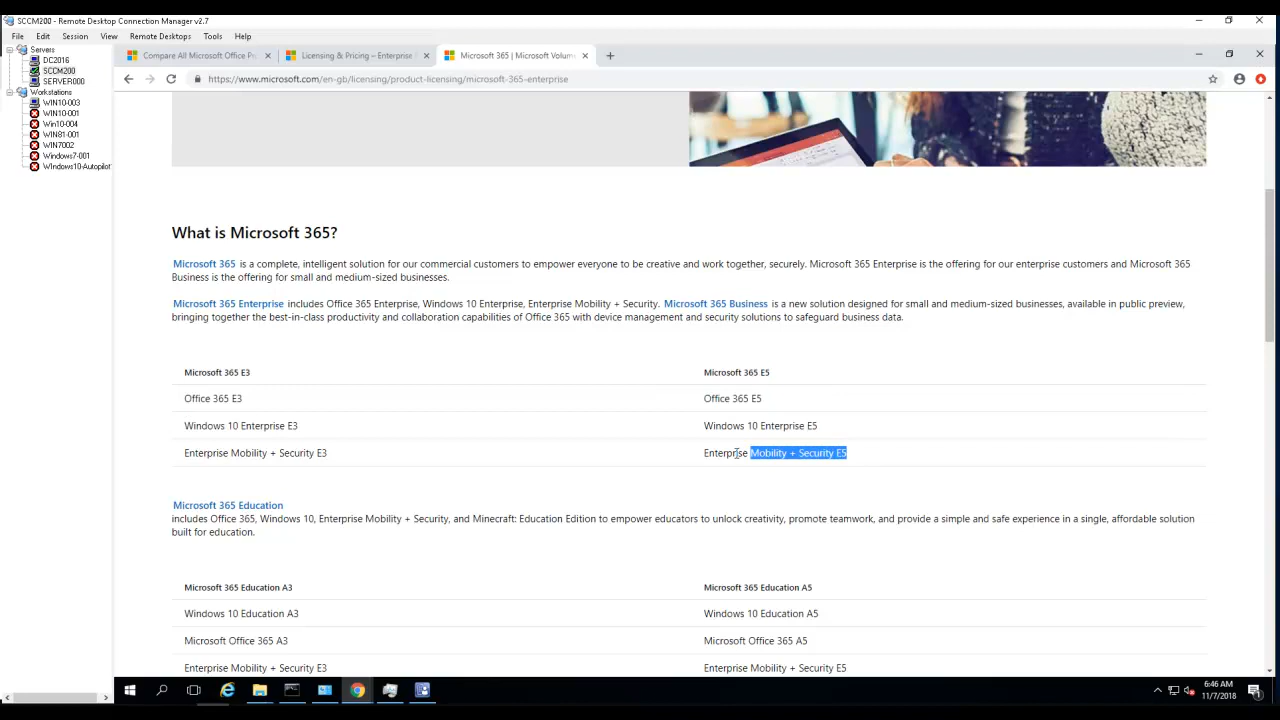 SCCM200 - Remote Desktop Connection Manager v2.7
File Edit Session View Remote Desktops Tools Help
Servers
DC2016
SCCM200
SERVER000
Workstations
WIN10-003
WIN10-001
Win10-004
WIN81-001
WIN7002
Windows7-001
Windows10-Autopilot
Compare All Microsoft Office Pr
Licensing & Pricing – Enterprise
Microsoft 365 | Microsoft Volum
https://www.microsoft.com/en-gb/licensing/product-licensing/microsoft-365-enterprise
What is Microsoft 365?
Microsoft 365 is a complete, intelligent solution for our commercial customers to empower everyone to be creative and work together, securely. Microsoft 365 Enterprise is the offering for our enterprise customers and Microsoft 365
Business is the offering for small and medium-sized businesses.
Microsoft 365 Enterprise includes Office 365 Enterprise, Windows 10 Enterprise, Enterprise Mobility + Security. Microsoft 365 Business is a new solution designed for small and medium-sized businesses, available in public preview,
bringing together the best-in-class productivity and collaboration capabilities of Office 365 with device management and security solutions to safeguard business data.
Microsoft 365 E3 Microsoft 365 E5
Office 365 E3 Office 365 E5
Windows 10 Enterprise E3 Windows 10 Enterprise E5
Enterprise Mobility + Security E3 Enterprise Mobility + Security E5
Microsoft 365 Education
includes Office 365, Windows 10, Enterprise Mobility + Security, and Minecraft: Education Edition to empower educators to unlock creativity, promote teamwork, and provide a simple and safe experience in a single, affordable solution
built for education.
Microsoft 365 Education A3 Microsoft 365 Education A5
Windows 10 Education A3 Windows 10 Education A5
Microsoft Office 365 A3 Microsoft Office 365 A5
Enterprise Mobility + Security E3 Enterprise Mobility + Security E5
6:46 AM
11/7/2018